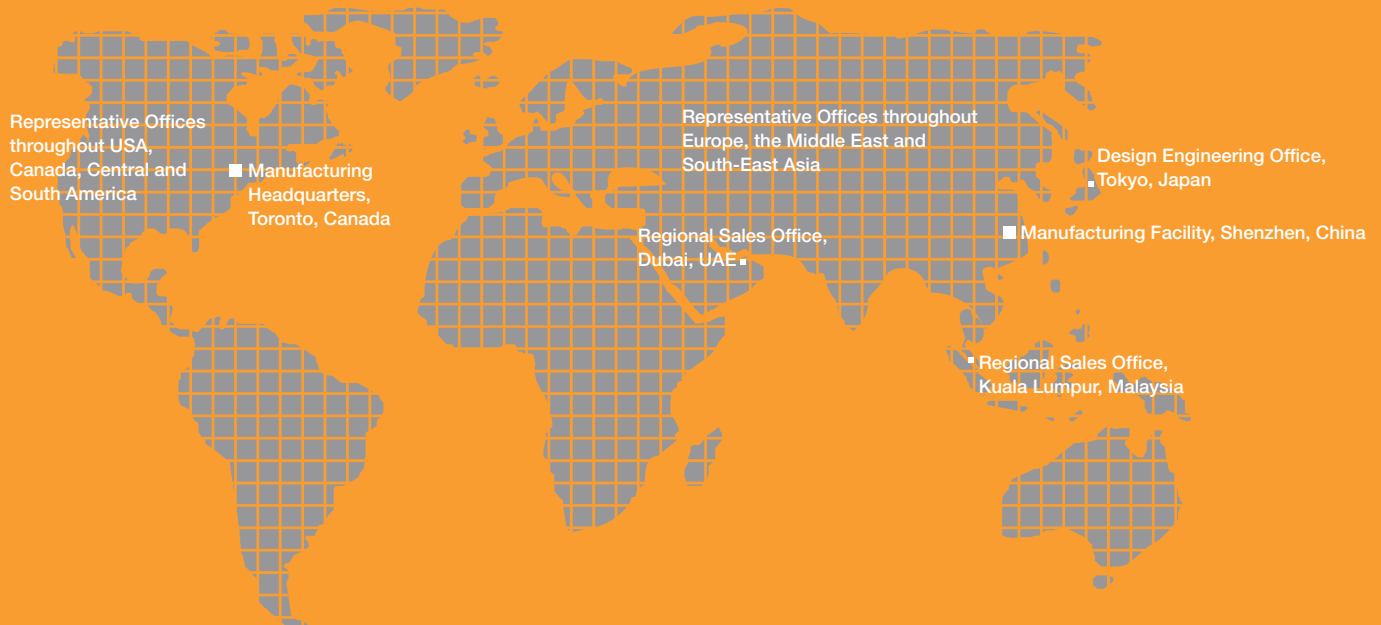 Representative Offices
throughout USA,
Canada, Central and
South America
Manufacturing
Headquarters,
Toronto, Canada
Representative Offices throughout
Europe, the Middle East and
South-East Asia
Regional Sales Office,
Dubai, UAE
Design Engineering Office,
Tokyo, Japan
Manufacturing Facility, Shenzhen, China
Regional Sales Office,
Kuala Lumpur, Malaysia